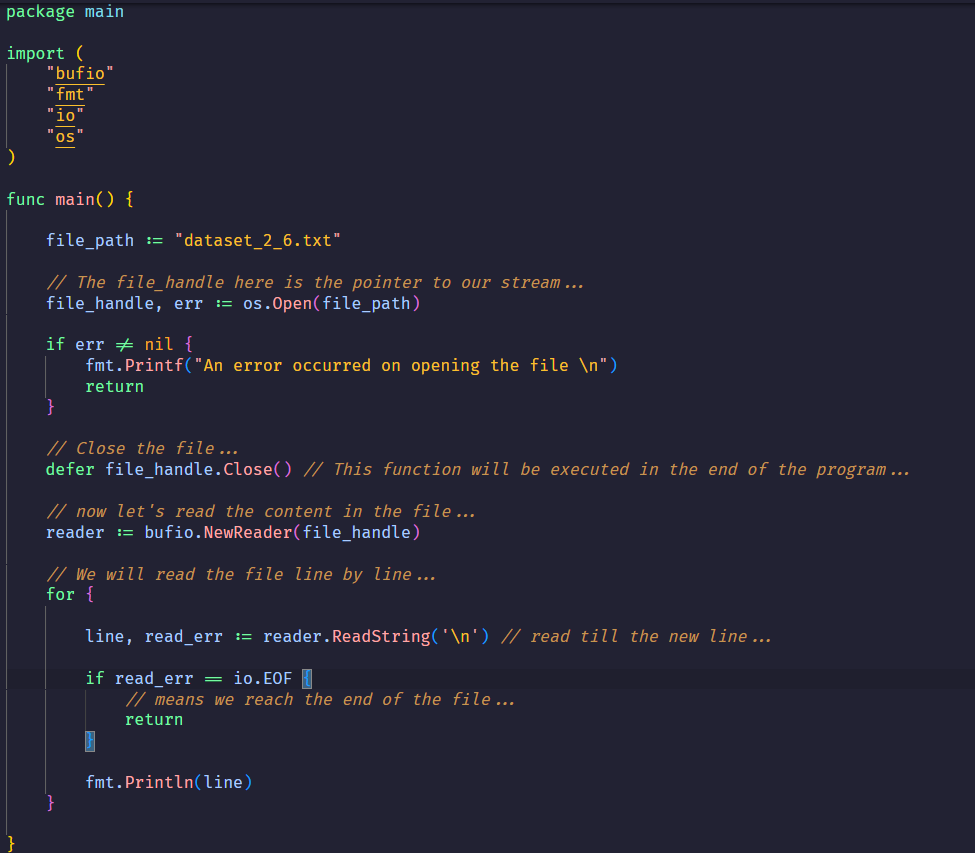 package main
import (
"bufio"
"fmt"
"io"
"os"
)
func main() {
file_path := "dataset_2_6.txt"
// The file_handle here is the pointer to our stream...
file_handle, err := os.Open(file_path)
if err != nil {
fmt.Printf("An error occurred on opening the file \n")
return
}
// Close the file...
defer file_handle.Close() // This function will be executed in the end of the program...
// now let's read the content in the file...
reader := bufio.NewReader(file_handle)
// We will read the file line by line...
for {
line, read_err := reader.ReadString('\n') // read till the new line...
if read_err == io.EOF {
// means we reach the end of the file...
return
}
fmt.Println(line)
}
}